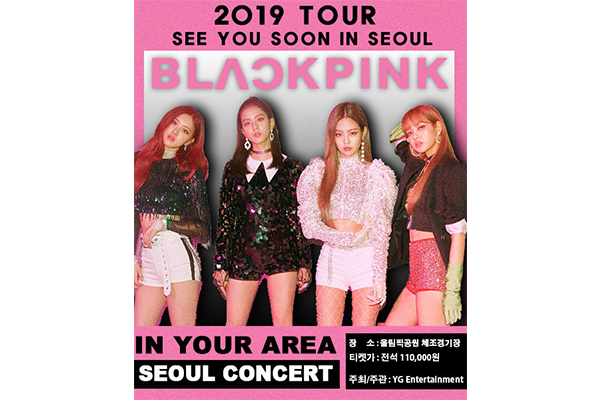 2019 TOUR
SEE YOU SOON IN SEOUL
BLACKPINK
IN YOUR AREA
SEOUL CONCERT
장 소 : 올림픽공원 체조경기장
티켓가 : 전석 110,000원
주최/주관 : YG Entertainment